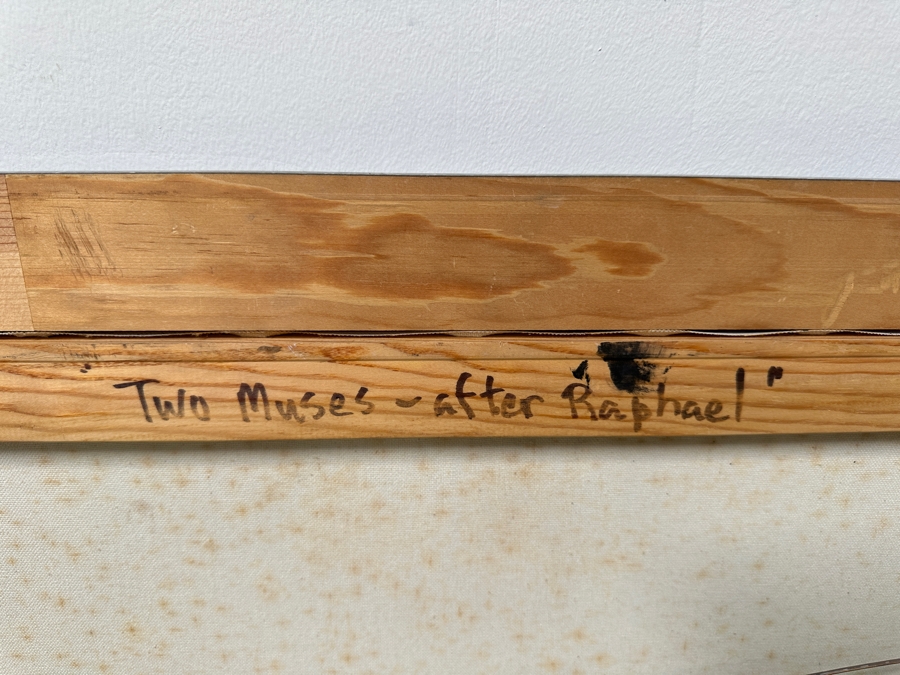 "Two Muses - after Raphael"